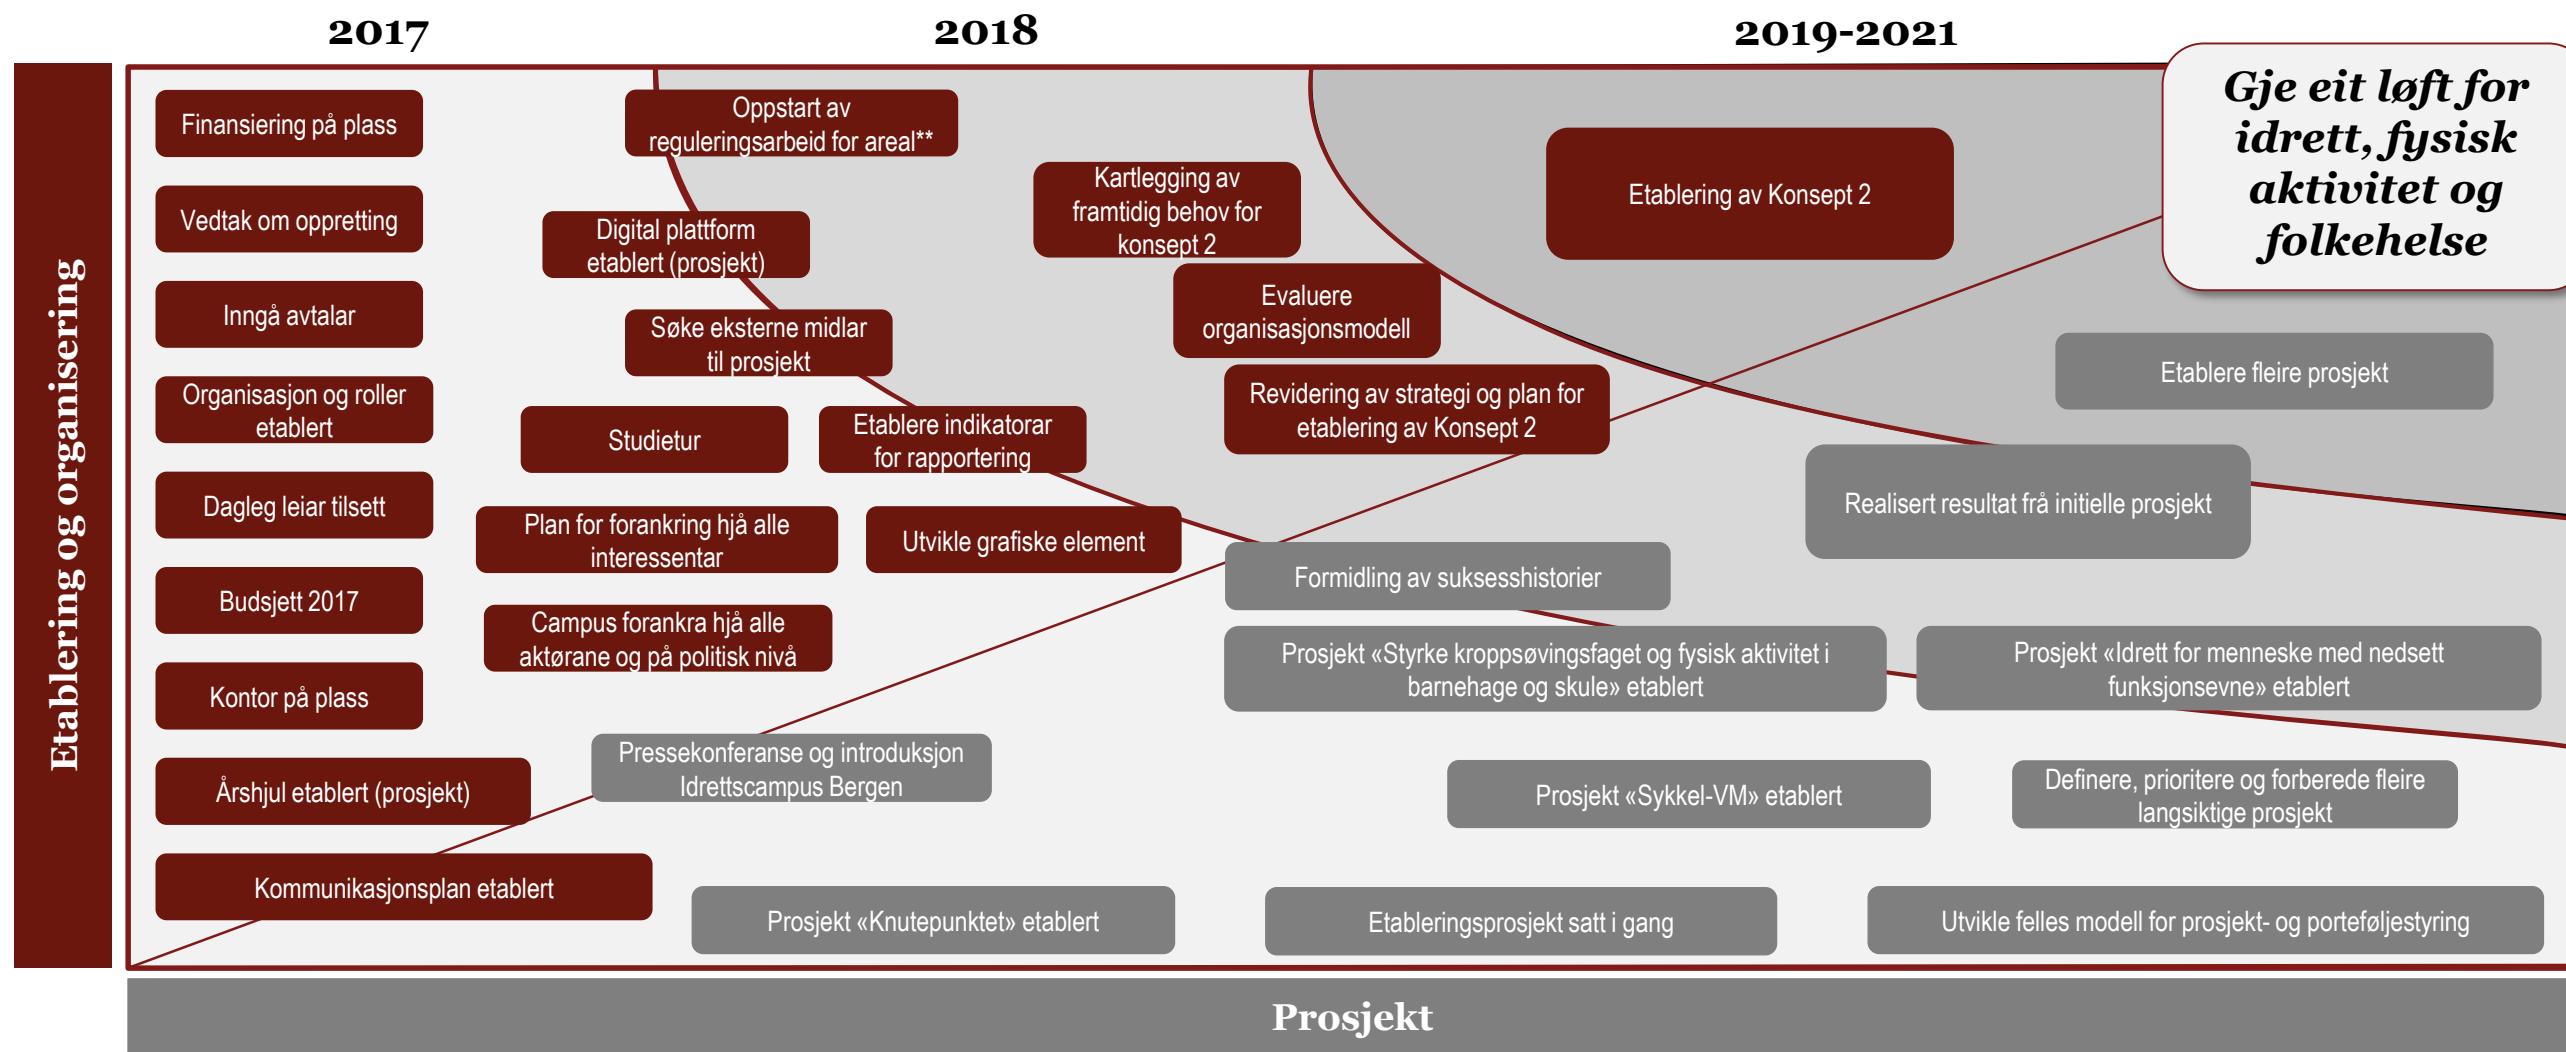 2017
2018
2019-2021
Gje eit løft for
idrett, fysisk
aktivitet og
folkehelse
Etablering og organisering
Finansiering på plass
Vedtak om oppretting
Inngå avtalar
Organisasjon og roller
etablert
Dagleg leiar tilsett
Budsjett 2017
Kontor på plass
Årshjul etablert (prosjekt)
Kommunikasjonsplan etablert
Oppstart av
reguleringsarbeid for areal**
Digital plattform
etablert (prosjekt)
Søke eksterne midlar
til prosjekt
Studietur
Etablere indikatorar
for rapportering
Plan for forankring hjå alle
interessentar
Utvikle grafiske element
Campus forankra hjå alle
aktørane og på politisk nivå
Kartlegging av
framtidig behov for
konsept 2
Evaluere
organisasjonsmodell
Revidering av strategi og plan for
etablering av Konsept 2
Etablering av Konsept 2
Etablere fleire prosjekt
Realisert resultat frå initielle prosjekt
Formidling av suksesshistorier
Prosjekt «Styrke kroppsøvingsfaget og fysisk aktivitet i
barnehage og skule» etablert
Prosjekt «Idrett for menneske med nedsett
funksjonsevne» etablert
Pressekonferanse og introduksjon
Idrettscampus Bergen
Prosjekt «Sykkel-VM» etablert
Definere, prioritere og forberede fleire
langsiktige prosjekt
Prosjekt «Knutepunktet» etablert
Etableringsprosjekt satt i gang
Utvikle felles modell for prosjekt- og porteføljestyring
Prosjekt